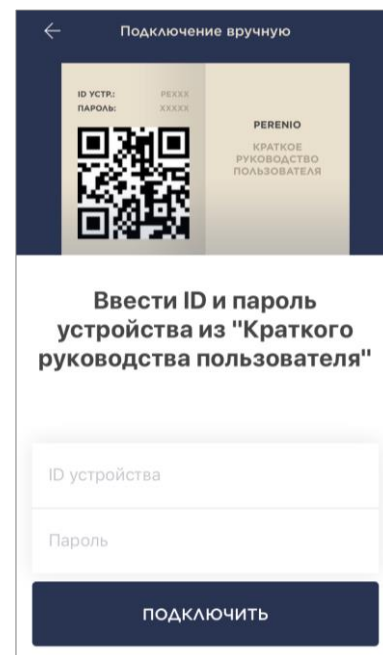 Подключение вручную
ID УСТР.: PEXXX
ПАРОЛЬ: XXXXX
PERENIO
КРАТКОЕ
РУКОВОДСТВО
ПОЛЬЗОВАТЕЛЯ
Ввести ID и пароль
устройства из "Краткого
руководства пользователя"
ID устройства
Пароль
ПОДКЛЮЧИТЬ